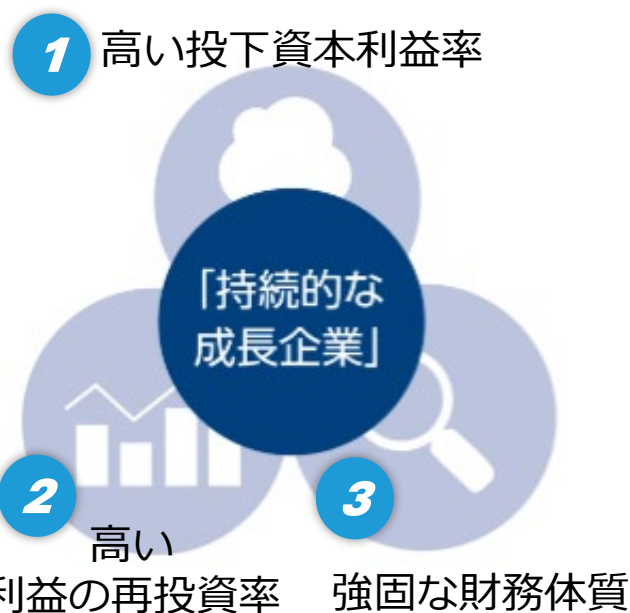 1 高い投下資本利益率
「持続的な
成長企業」
2
高い
利益の再投資率
3
強固な財務体質